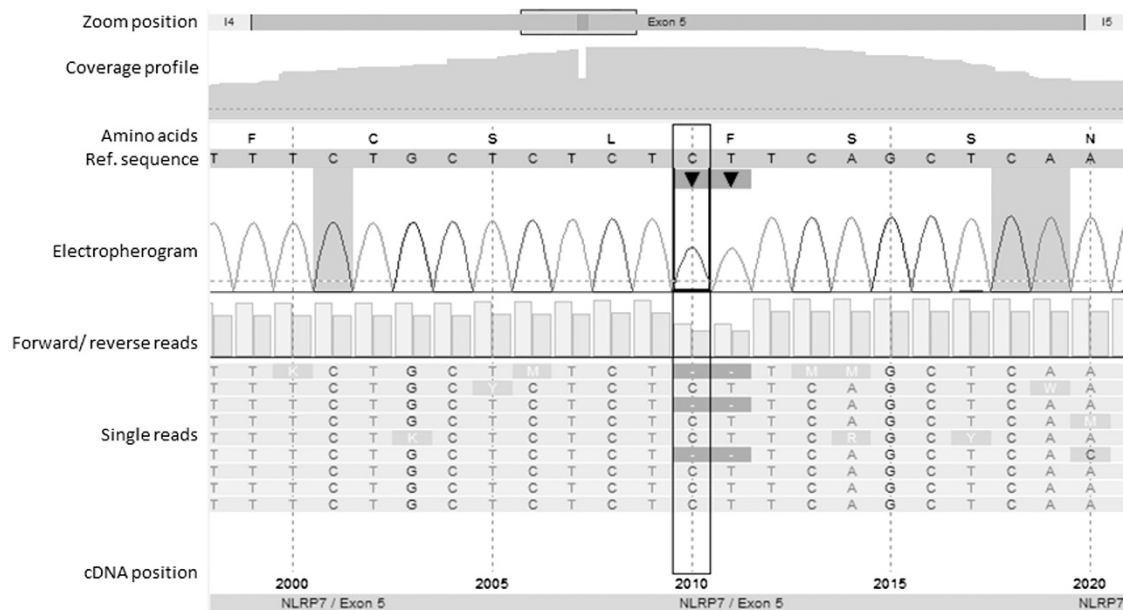 Zoom position I4 Exon 5 I5
Coverage profile
Amino acids F C S L F S S N
Ref. sequence T T T C T G C T C T C T C T T C A G C T C A A
Electropherogram
Forward/ reverse reads
T T K C T G C T M T C T - - T M M G C T C A A
T T T C T G C Y C T C T C T T C A G C T C W A
T T T C T G C T C T C T - - T C A G C T C A A
T T T C T G C T C T C T C T T C A G C T C A M
Single reads T T T C T K C T C T C T C T T C R G C Y C A A
T T T C T G C T C T C T - - T C A G C T C A C
T T T C T G C T C T C T C T T C A G C T C A A
T T T C T G C T C T C T C T T C A G C T C A A
T T T C T G C T C T C T C T T C A G C T C A A
cDNA position 2000 2005 2010 2015 2020
NLRP7 / Exon 5 NLRP7 / Exon 5 NLRP7